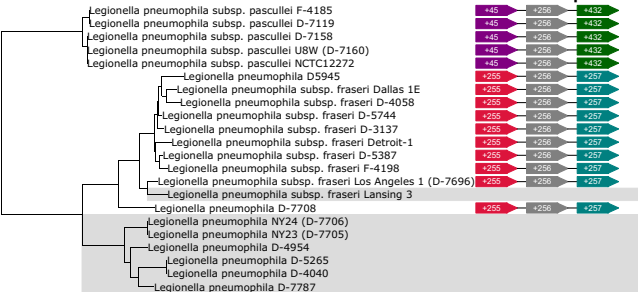 Legionella pneumophila subsp. pascullei F-4185 +45 +256 +432
Legionella pneumophila subsp. pascullei D-7119 +45 +256 +432
Legionella pneumophila subsp. pascullei D-7158 +45 +256 +432
Legionella pneumophila subsp. pascullei U8W (D-7160) +45 +256 +432
Legionella pneumophila subsp. pascullei NCTC12272 +45 +256 +432
Legionella pneumophila D5945 +255 +256 +257
Legionella pneumophila subsp. fraseri Dallas 1E +255 +256 +257
Legionella pneumophila subsp. fraseri D-4058 +255 +256 +257
Legionella pneumophila subsp. fraseri D-5744 +255 +256 +257
Legionella pneumophila subsp. fraseri D-3137 +255 +256 +257
Legionella pneumophila subsp. fraseri Detroit-1 +255 +256 +257
Legionella pneumophila subsp. fraseri D-5387 +255 +256 +257
Legionella pneumophila subsp. fraseri F-4198 +255 +256 +257
Legionella pneumophila subsp. fraseri Los Angeles 1 (D-7696) +255 +256 +257
Legionella pneumophila subsp. fraseri Lansing 3
Legionella pneumophila D-7708 +255 +256 +257
Legionella pneumophila NY24 (D-7706)
Legionella pneumophila NY23 (D-7705)
Legionella pneumophila D-4954
Legionella pneumophila D-5265
Legionella pneumophila D-4040
Legionella pneumophila D-7787